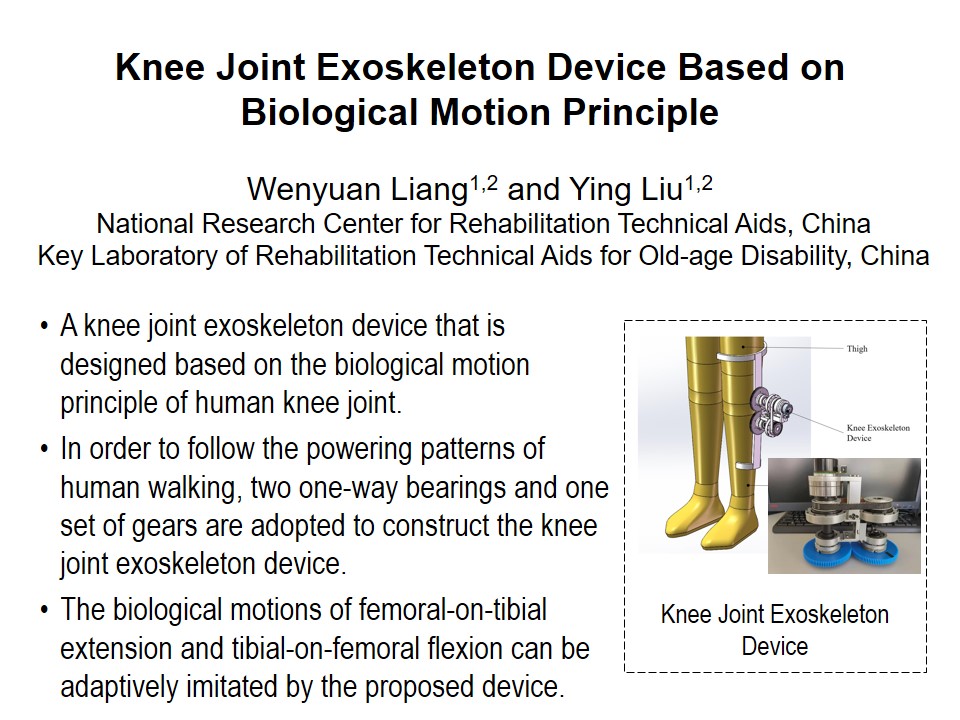 Knee Joint Exoskeleton Device Based on
Biological Motion Principle
Wenyuan Liang1,2 and Ying Liu1,2
National Research Center for Rehabilitation Technical Aids, China
Key Laboratory of Rehabilitation Technical Aids for Old-age Disability, China
• A knee joint exoskeleton device that is
designed based on the biological motion
principle of human knee joint.
• In order to follow the powering patterns of
human walking, two one-way bearings and one
set of gears are adopted to construct the knee
joint exoskeleton device.
• The biological motions of femoral-on-tibial
extension and tibial-on-femoral flexion can be
adaptively imitated by the proposed device.
Thigh
Knee Exoskeleton
Device
Knee Joint Exoskeleton
Device